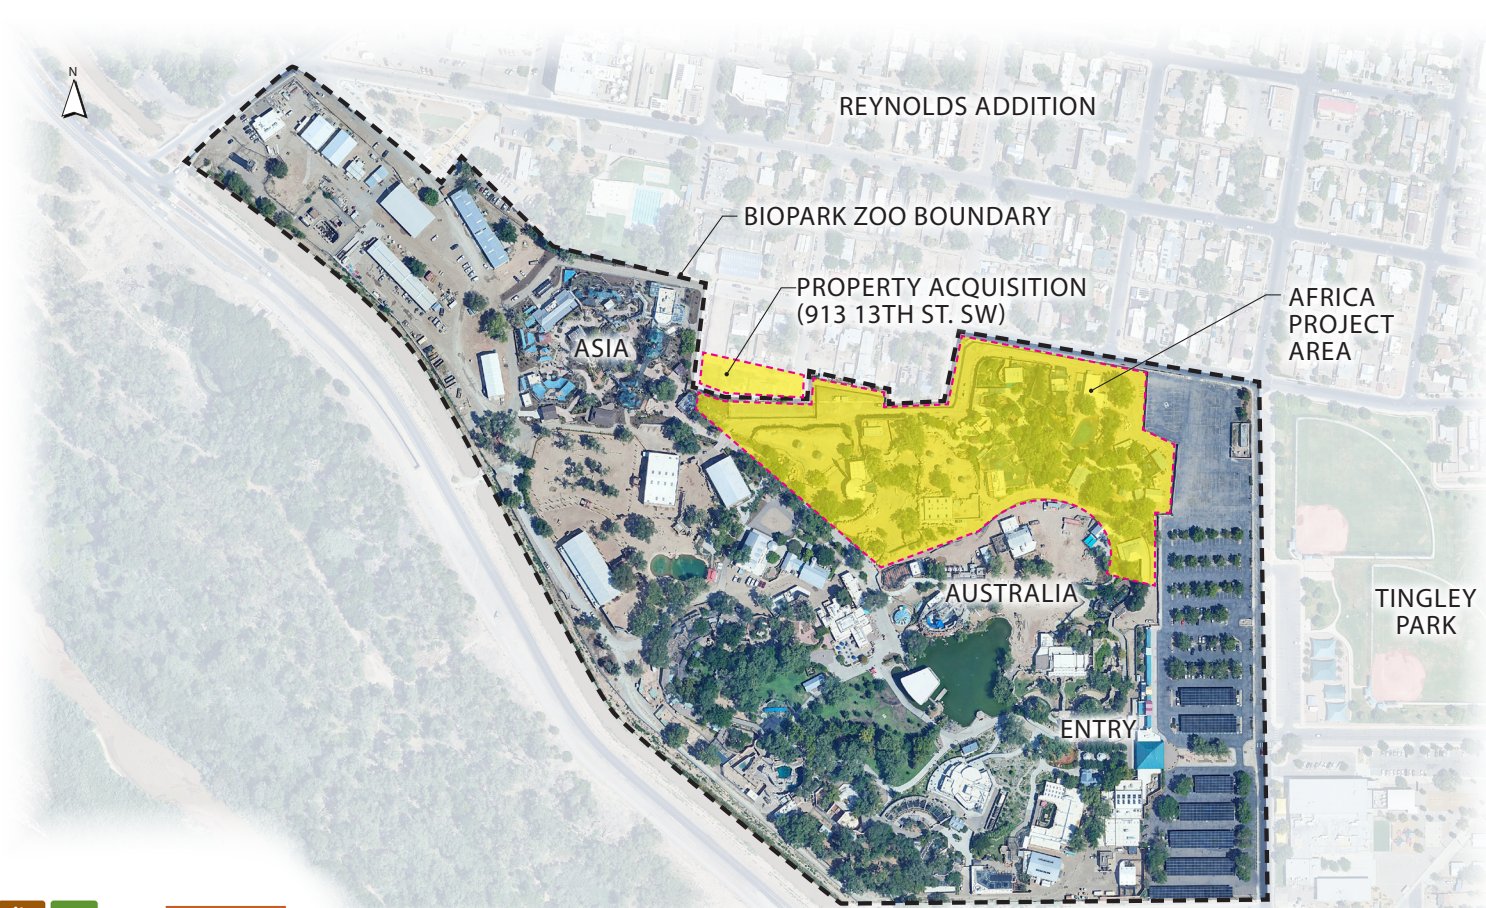 N
REYNOLDS ADDITION
BIOPARK ZOO BOUNDARY
PROPERTY ACQUISITION
(913 13TH ST. SW)
AFRICA
PROJECT
AREA
ASIA
AUSTRALIA
TINGLEY
PARK
ENTRY